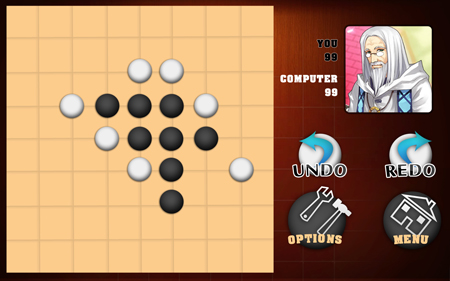 YOU
99
COMPUTER
99
UNDO
REDO
OPTIONS
MENU